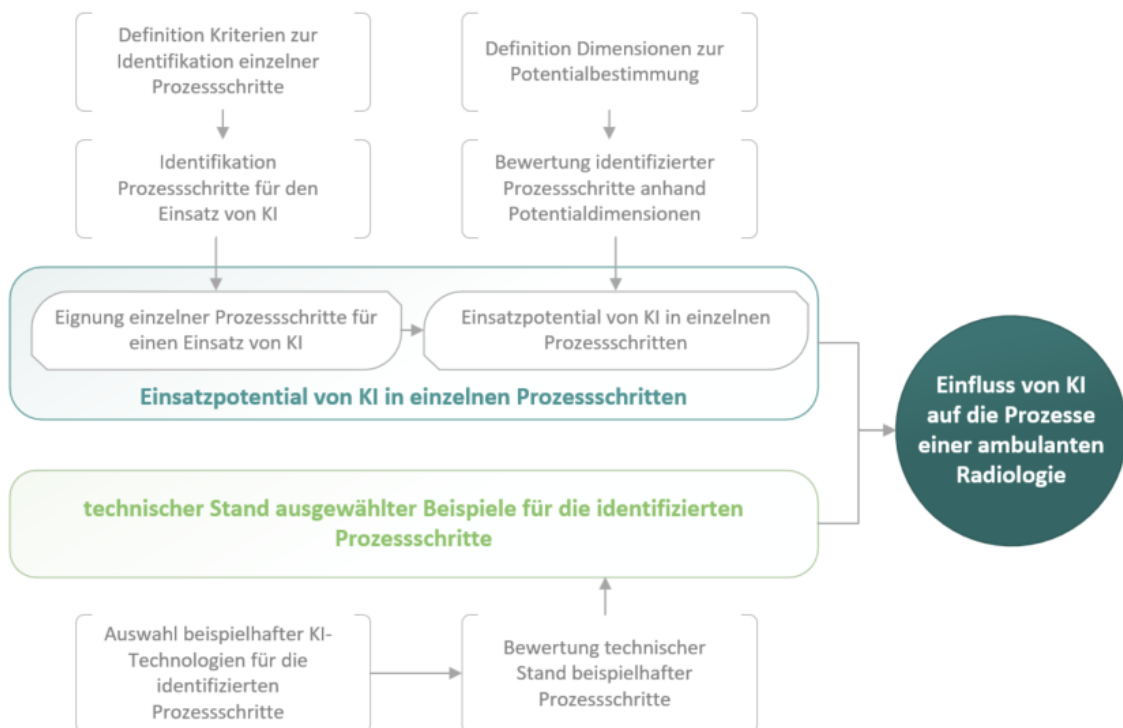 Definition Kriterien zur
Identifikation einzelner
Prozessschritte
Definition Dimensionen zur
Potentialbestimmung
Identifikation
Prozessschritte für den
Einsatz von KI
Bewertung identifizierter
Prozessschritte anhand
Potentialdimensionen
Eignung einzelner Prozessschritte für
einen Einsatz von KI
Einsatzpotential von KI in einzelnen
Prozessschritten
Einsatzpotential von KI in einzelnen Prozessschritten
Einfluss von KI
auf die Prozesse
einer ambulanten
Radiologie
technischer Stand ausgewählter Beispiele für die identifizierten
Prozessschritte
Auswahl beispielhafter KI-
Technologien für die
identifizierten
Prozessschritte
Bewertung technischer
Stand beispielhafter
Prozessschritte